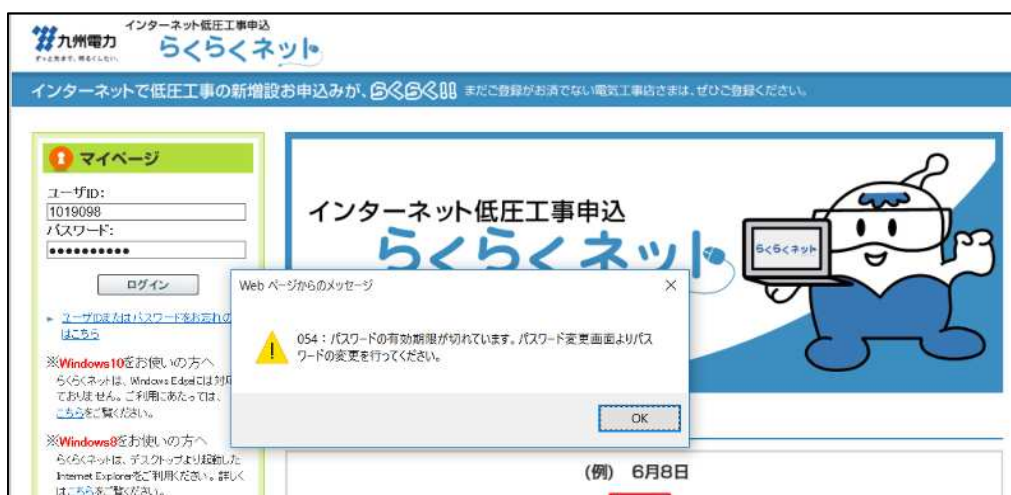 インターネット低圧工事申込
九州電力
らくらくネット
ずっと先まで、明るくしたい。
インターネットで低圧工事の新増設お申込みが、らくらく!! まだご登録がお済でない電気工事店さまは、ぜひご登録ください。
マイページ
ユーザID:
1019098
パスワード:
••••••••••
ログイン
ユーザIDまたはパスワードをお忘れの
はこちら
※Windows10をお使いの方へ
らくらくネットは、Windows Edgeには対応
ておりません。ご利用にあたっては、
こちらをご覧ください。
※Windows8をお使いの方へ
らくらくネットは、デスクトップより起動した
Internet Explorerをご利用ください。詳しく
はこちらをご覧ください。
インターネット低圧工事申込
らくらくネット
らくらくネット
Web ページからのメッセージ
054：パスワードの有効期限が切れています。パスワード変更画面よりパス
ワードの変更を行ってください。
OK
(例) 6月8日